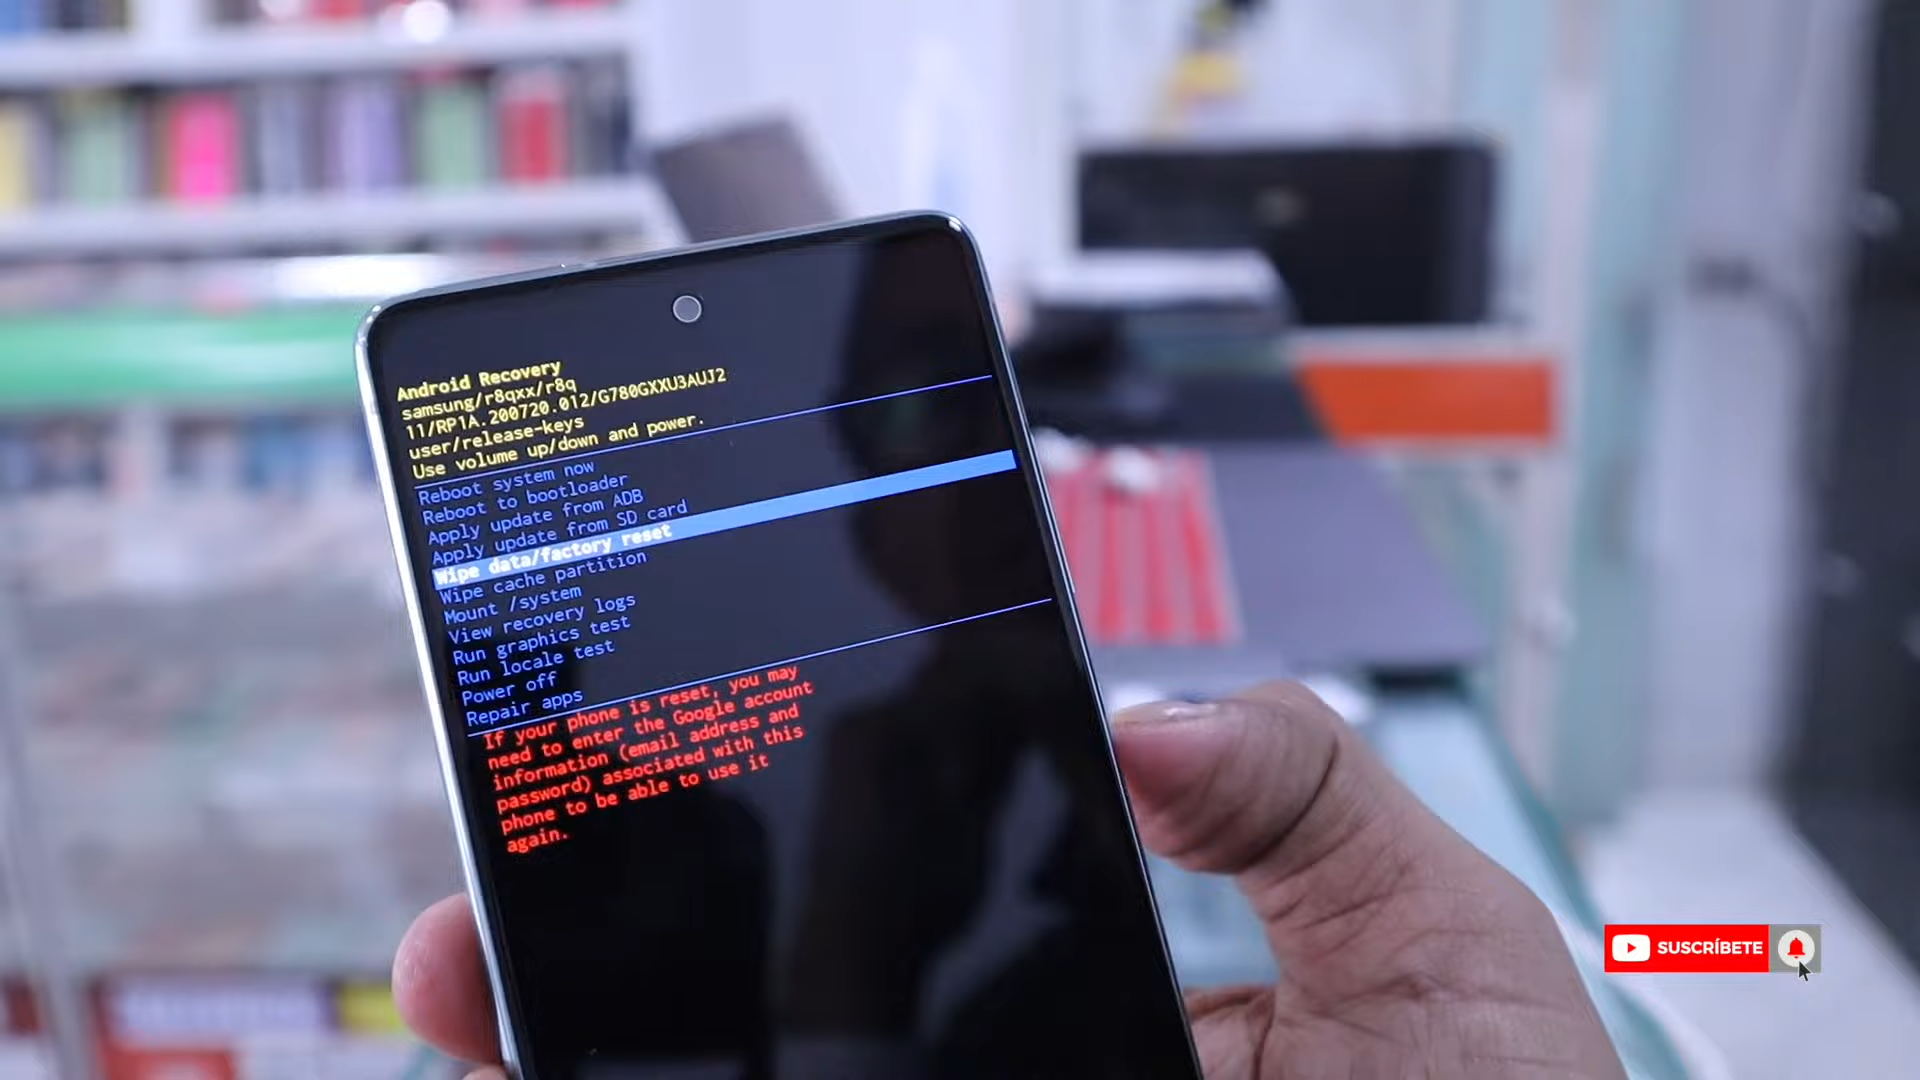 Android Recovery
samsung/r8qxx/r8q
11/RP1A.200720.012/G780GXXU3AUJ2
user/release-keys
Use volume up/down and power.
Reboot system now
Reboot to bootloader
Apply update from ADB
Apply update from SD card
Wipe data/factory reset
Wipe cache partition
Mount /system
View recovery logs
Run graphics test
Run locale test
Power off
Repair apps
If your phone is reset, you may
need to enter the Google account
information (email address and
password) associated with this
phone to be able to use it
again.
SUSCRÍBETE